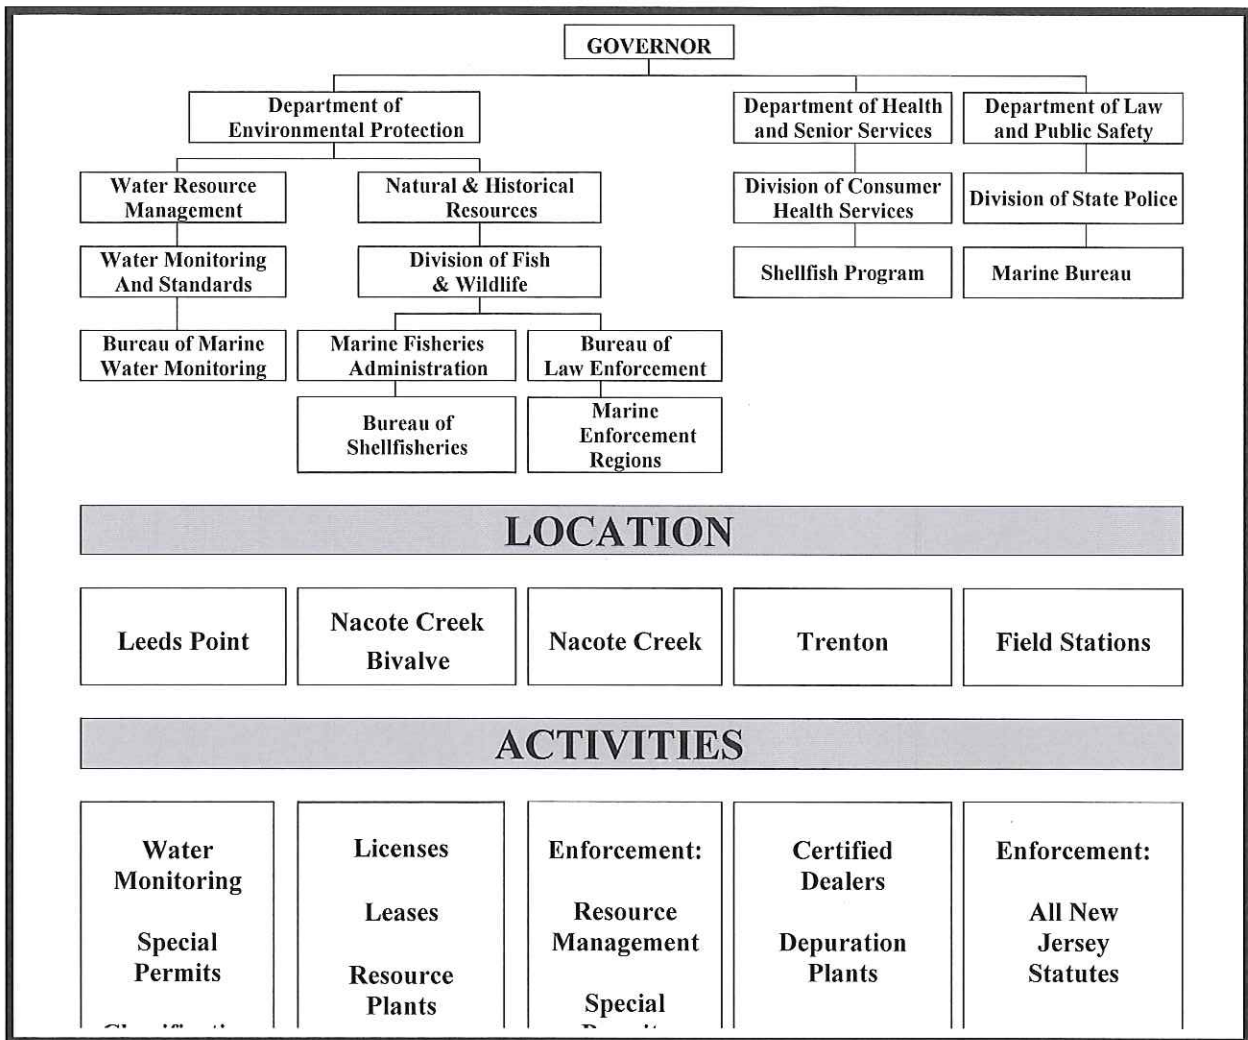 GOVERNOR
Department of
Environmental Protection
Department of Health
and Senior Services
Department of Law
and Public Safety
Water Resource
Management
Natural & Historical
Resources
Division of Consumer
Health Services
Division of State Police
Water Monitoring
And Standards
Division of Fish
& Wildlife
Shellfish Program
Marine Bureau
Bureau of Marine
Water Monitoring
Marine Fisheries
Administration
Bureau of
Law Enforcement
Bureau of
Shellfisheries
Marine
Enforcement
Regions
LOCATION
Leeds Point
Nacote Creek
Bivalve
Nacote Creek
Trenton
Field Stations
ACTIVITIES
Water
Monitoring
Special
Permits
Licenses
Leases
Resource
Plants
Enforcement:
Resource
Management
Special
Certified
Dealers
Depuration
Plants
Enforcement:
All New
Jersey
Statutes